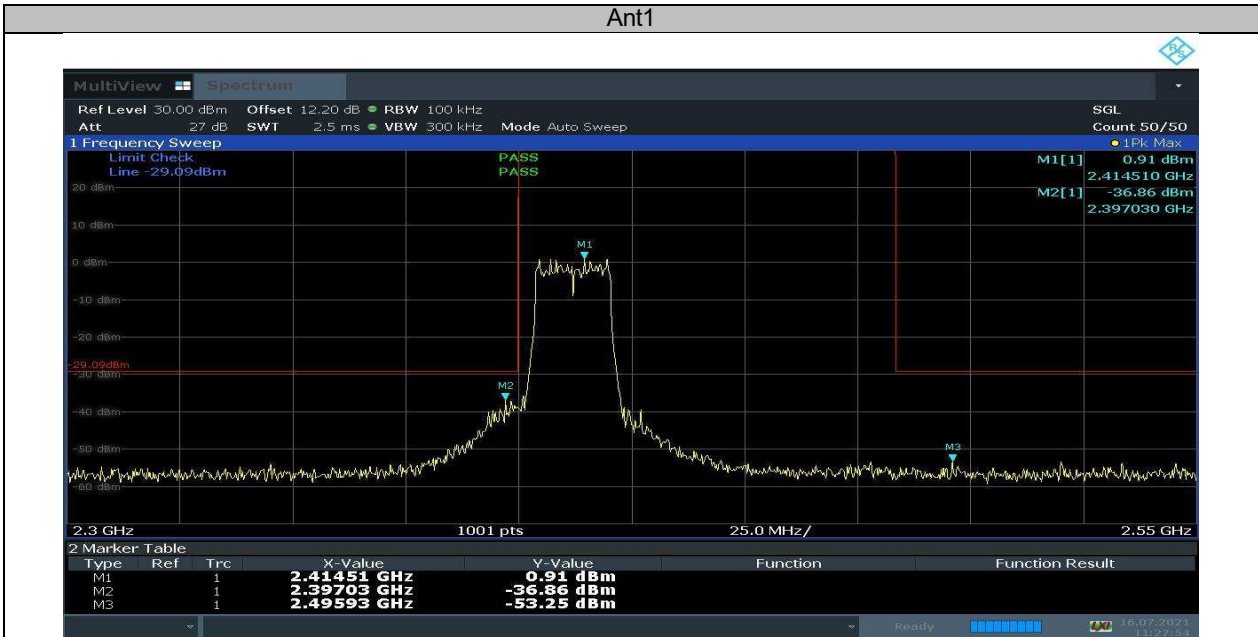 Ant1
R S
MultiView Spectrum
Ref Level 30.00 dBm Offset 12.20 dB RBW 100 kHz SGL
Att 27 dB SWT 2.5 ms VBW 300 kHz Mode Auto Sweep Count 50/50
1 Frequency Sweep 1Pk Max
Limit Check PASS M1[1] 0.91 dBm
Line -29.09dBm PASS 2.414510 GHz
20 dBm M2[1] -36.86 dBm
2.397030 GHz
10 dBm
M1
0 dBm
-10 dBm
-20 dBm
-29.09dBm
-30 dBm
M2
-40 dBm
-50 dBm M3
-60 dBm
2.3 GHz 1001 pts 25.0 MHz/ 2.55 GHz
2 Marker Table
Type Ref Trc X-Value Y-Value Function Function Result
M1 1 2.41451 GHz 0.91 dBm
M2 1 2.39703 GHz -36.86 dBm
M3 1 2.49593 GHz -53.25 dBm
Ready LXI 16.07.2021
11:27:54